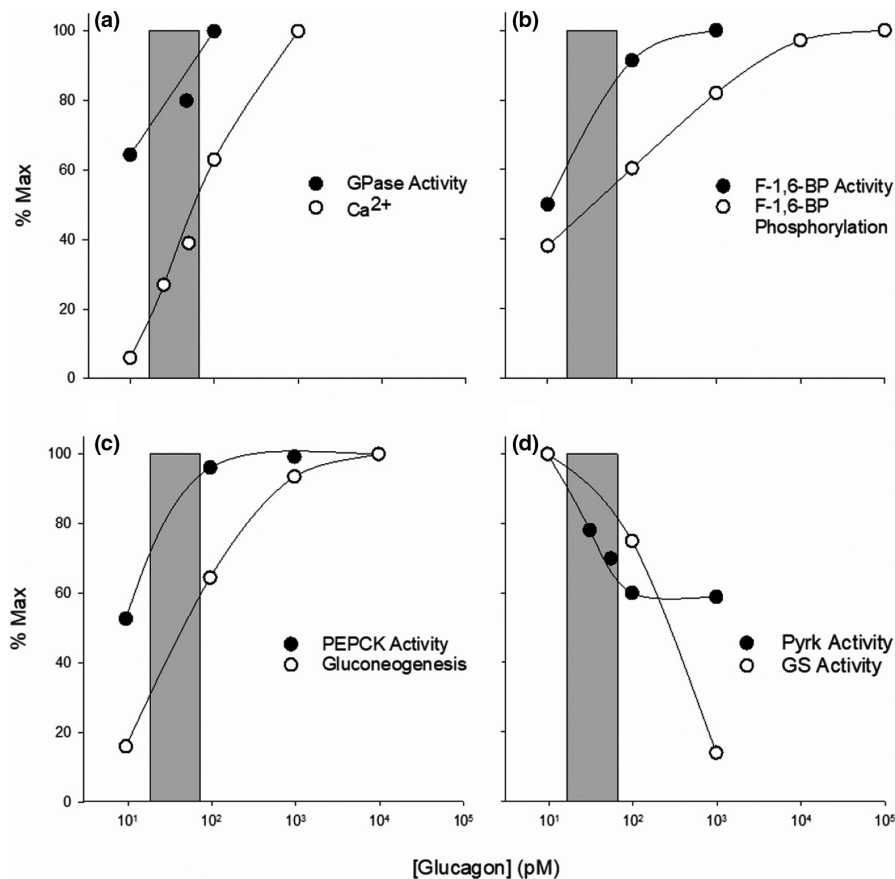 (a)
100
80
60
40
20
0
% Max
GPase Activity
Ca2+
(b)
F-1,6-BP Activity
F-1,6-BP
Phosphorylation
(c)
100
80
60
40
20
0
% Max
PEPCK Activity
Gluconeogenesis
10¹ 10² 10³ 10⁴ 10⁵
(d)
Pyrk Activity
GS Activity
10¹ 10² 10³ 10⁴ 10⁵
[Glucagon] (pM)